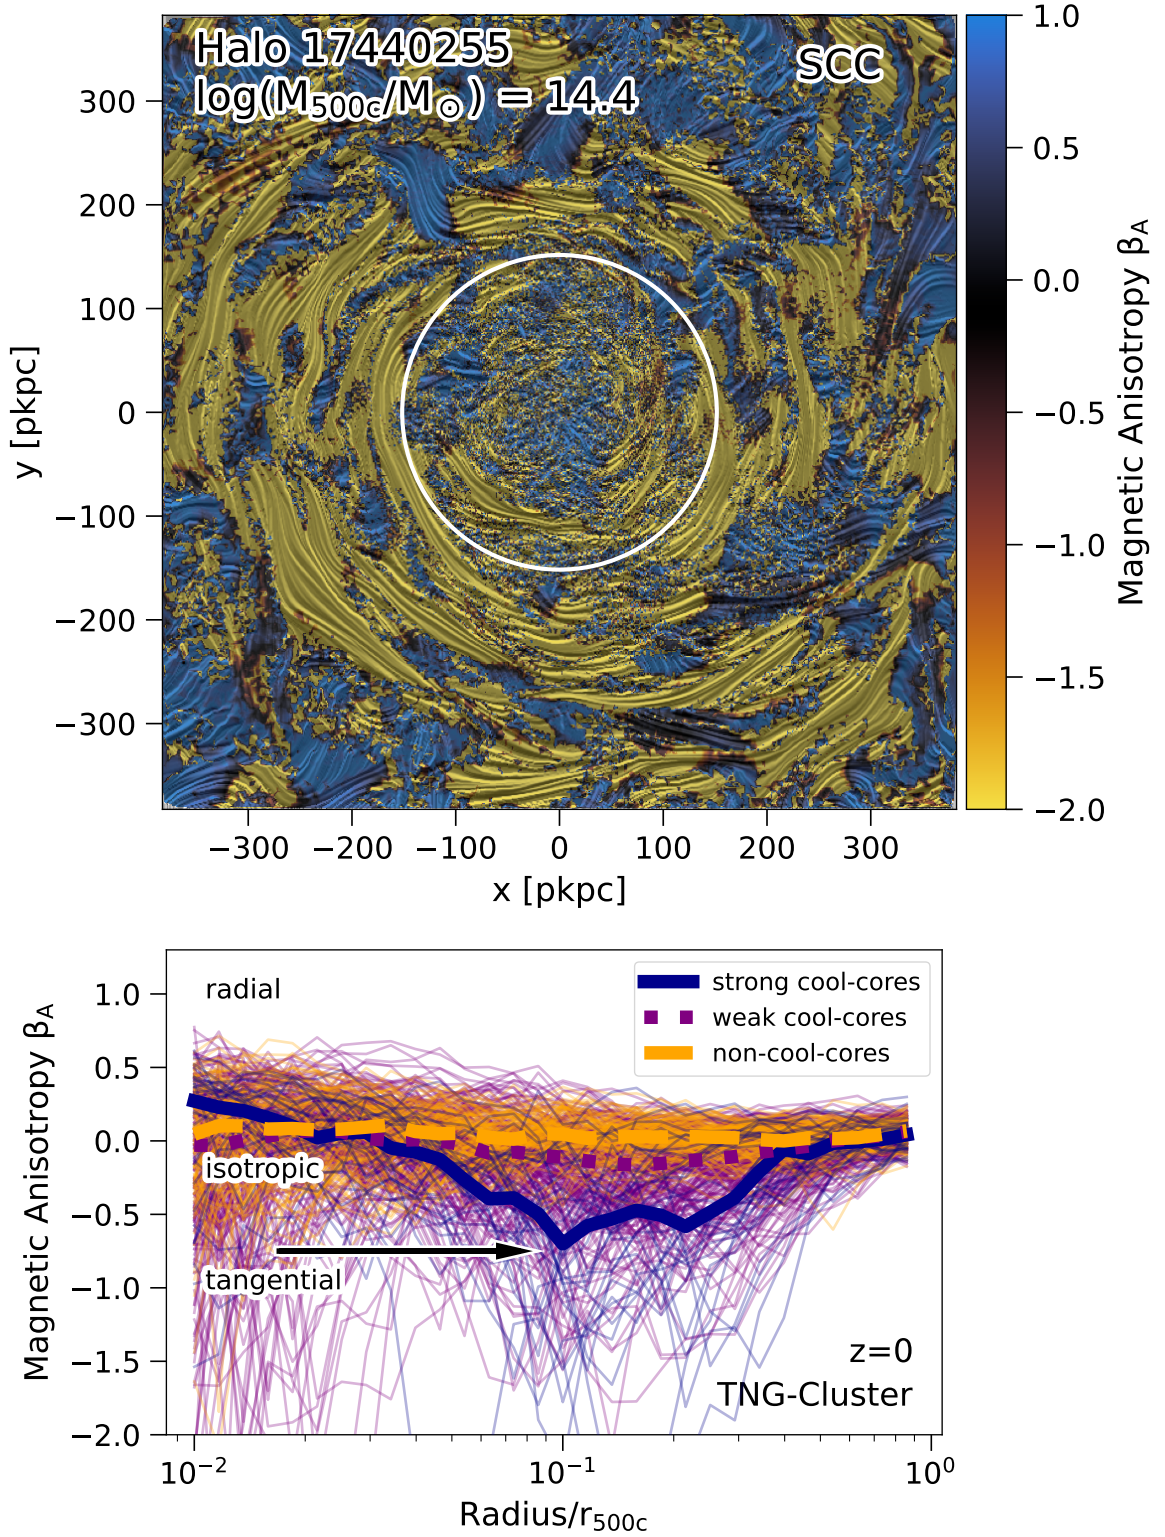 Halo 17440255
SCC
log(M500c/M⊙) = 14.4
300
200
100
0
−100
−200
−300
y [pkpc]
−300 −200 −100 0 100 200 300
x [pkpc]
1.0
0.5
0.0
−0.5
−1.0
−1.5
−2.0
Magnetic Anisotropy βA
radial
isotropic
tangential
strong cool-cores
weak cool-cores
non-cool-cores
z=0
TNG-Cluster
1.0
0.5
0.0
−0.5
−1.0
−1.5
−2.0
Magnetic Anisotropy βA
10−2 10−1 100
Radius/r500c